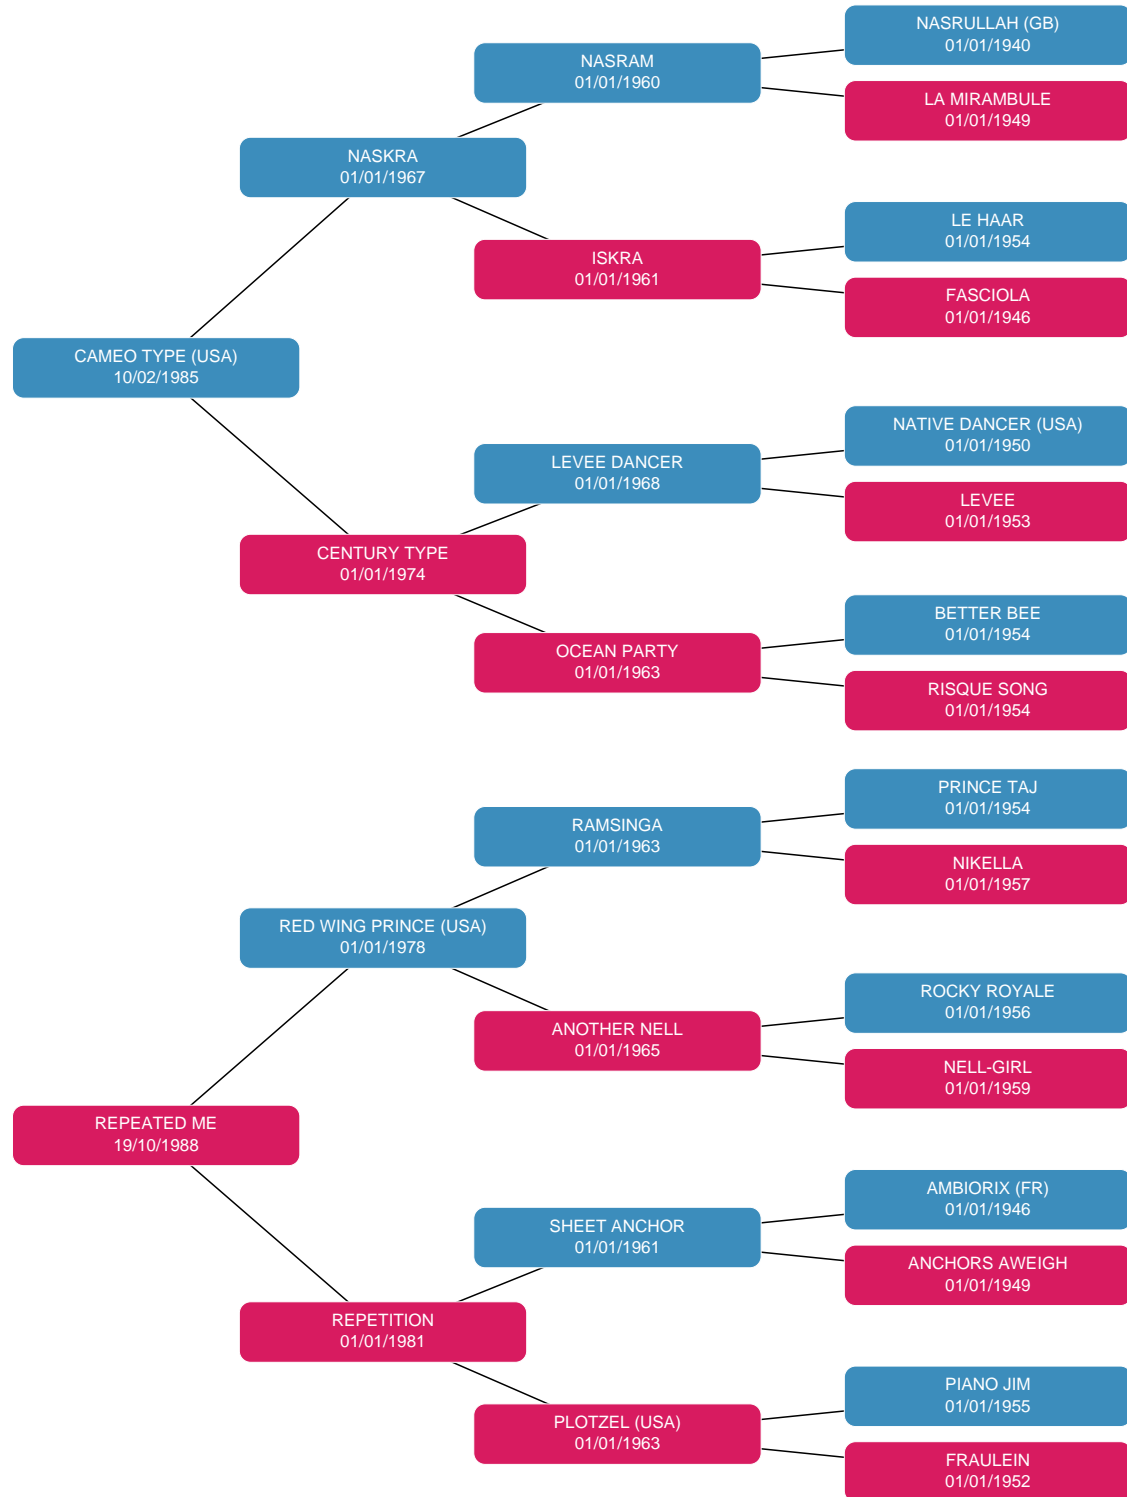 NASRULLAH (GB)
01/01/1940
NASRAM
01/01/1960
LA MIRAMBULE
01/01/1949
NASKRA
01/01/1967
LE HAAR
01/01/1954
ISKRA
01/01/1961
FASCIOLA
01/01/1946
CAMEO TYPE (USA)
10/02/1985
NATIVE DANCER (USA)
01/01/1950
LEVEE DANCER
01/01/1968
LEVEE
01/01/1953
CENTURY TYPE
01/01/1974
BETTER BEE
01/01/1954
OCEAN PARTY
01/01/1963
RISQUE SONG
01/01/1954
PRINCE TAJ
01/01/1954
RAMSINGA
01/01/1963
NIKELLA
01/01/1957
RED WING PRINCE (USA)
01/01/1978
ROCKY ROYALE
01/01/1956
ANOTHER NELL
01/01/1965
NELL-GIRL
01/01/1959
REPEATED ME
19/10/1988
AMBIORIX (FR)
01/01/1946
SHEET ANCHOR
01/01/1961
ANCHORS AWEIGH
01/01/1949
REPETITION
01/01/1981
PIANO JIM
01/01/1955
PLOTZEL (USA)
01/01/1963
FRAULEIN
01/01/1952